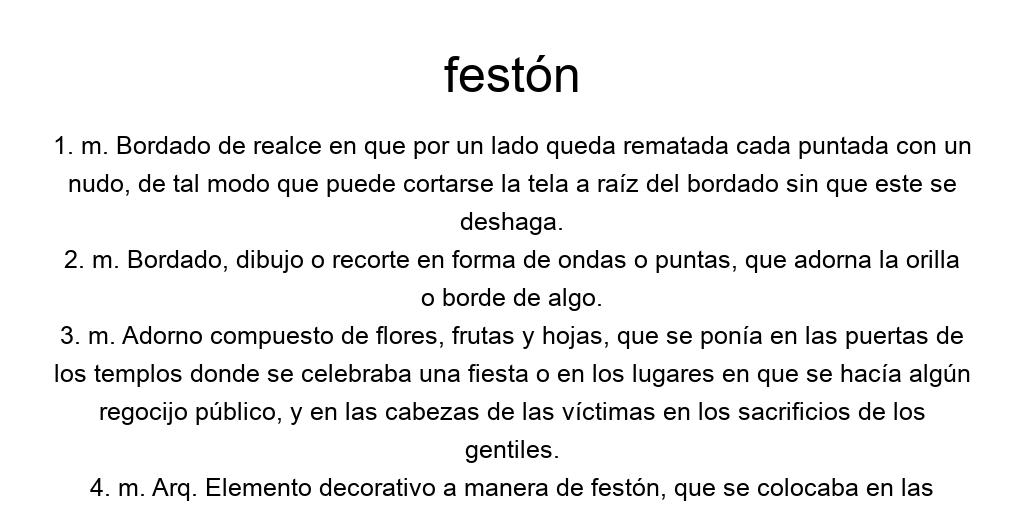 festón
1. m. Bordado de realce en que por un lado queda rematada cada puntada con un
nudo, de tal modo que puede cortarse la tela a raíz del bordado sin que este se
deshaga.
2. m. Bordado, dibujo o recorte en forma de ondas o puntas, que adorna la orilla
o borde de algo.
3. m. Adorno compuesto de flores, frutas y hojas, que se ponía en las puertas de
los templos donde se celebraba una fiesta o en los lugares en que se hacía algún
regocijo público, y en las cabezas de las víctimas en los sacrificios de los
gentiles.
4. m. Arq. Elemento decorativo a manera de festón, que se colocaba en las